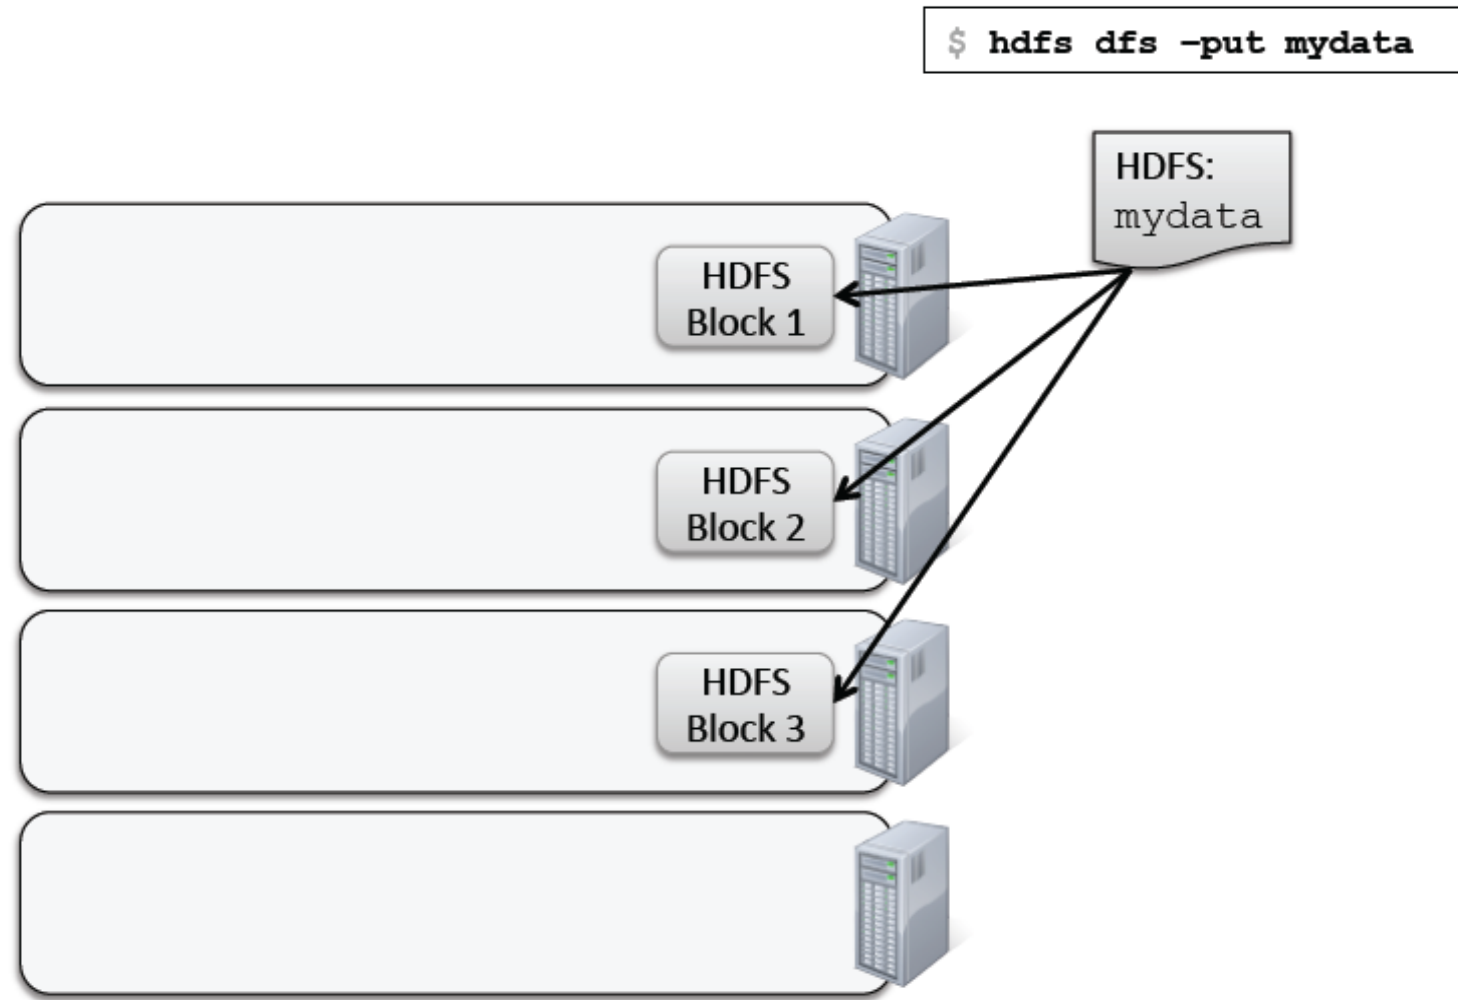 $ hdfs dfs –put mydata
HDFS:
mydata
HDFS
Block 1
HDFS
Block 2
HDFS
Block 3